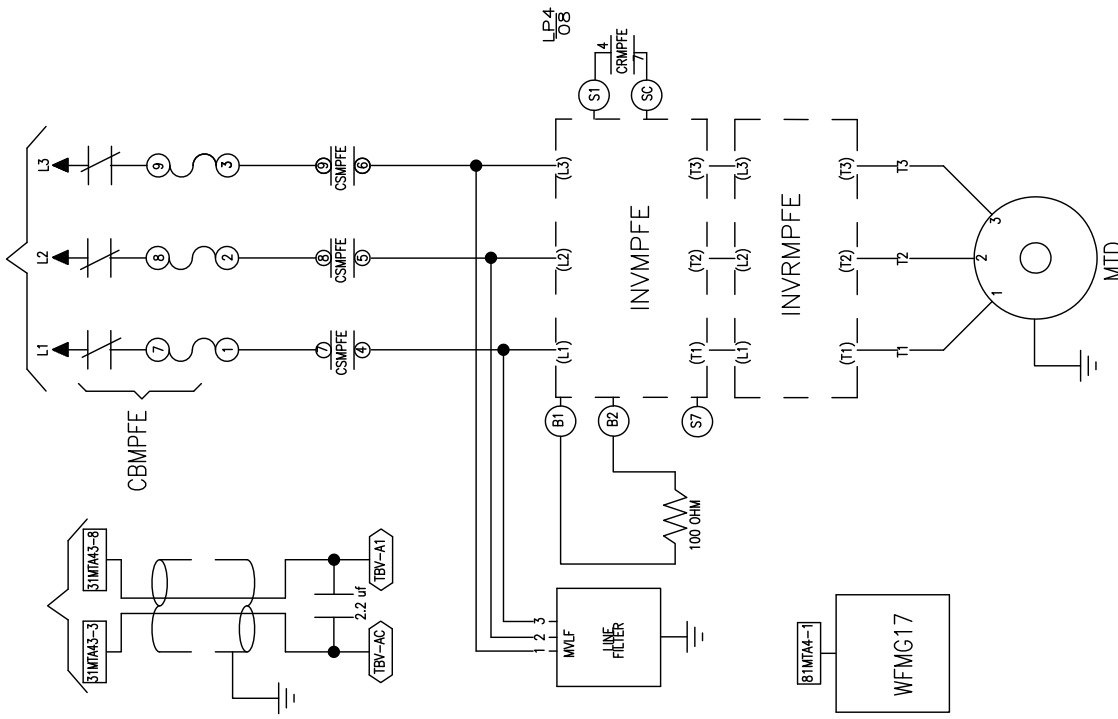 LP4
08
L3
L2
L1
9
8
7
3
2
1
CBMPFE
9
CSMPFE
6
8
CSMPFE
5
7
CSMPFE
4
S1
4
CRMPFE
7
SC
(L3)
(L2)
(L1)
INVMPFE
(T3)
(T2)
(T1)
B1
B2
S7
100 OHM
(L3)
(L2)
(L1)
INVRMPFE
(T3)
(T2)
(T1)
T3
T2
T1
3
2
1
MTD
31MTA43-8
31MTA43-3
2.2 uf
TBV-A1
TBV-AC
1 2 3
MVLF
LINE
FILTER
81MTA4-1
WFMG17